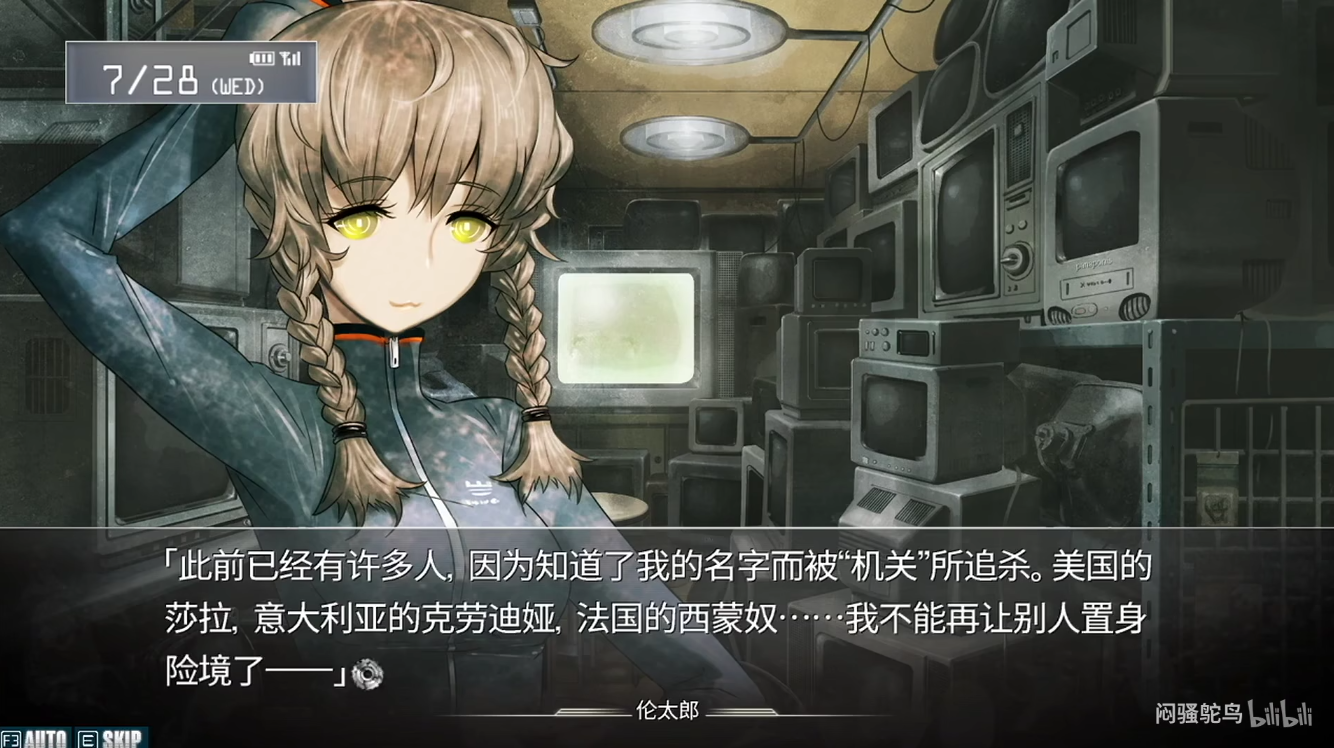 7/28 (WED)
「此前已经有许多人, 因为知道了我的名字而被“机关”所追杀。美国的
莎拉, 意大利亚的克劳迪娅, 法国的西蒙奴……我不能再让别人置身
险境了——」
伦太郎
闷骚鸵鸟 bilibili
F3 AUTO E SKIP